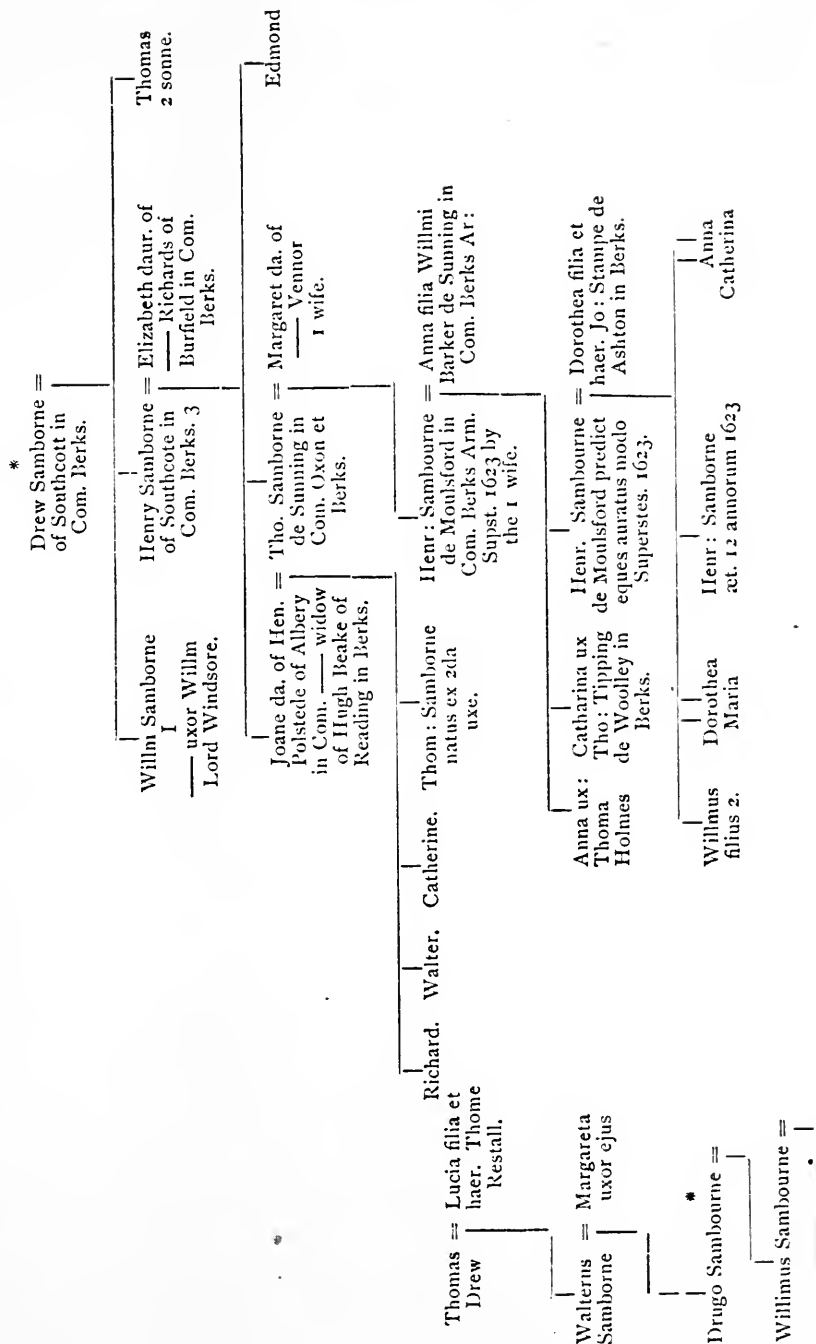 *
Drew Samborne =
of Southcott in
Com. Berks.
Willm Samborne
I
—— uxor Willm
Lord Windsore.
Henry Samborne =
of Southcote in
Com. Berks. 3
Elizabeth daur. of
—— Richards of
Burfield in Com.
Berks.
Thomas
2 sonne.
Joane da. of Hen. =
Polstede of Albery
in Com. —— widow
of Hugh Beake of
Reading in Berks.
Tho. Samborne =
de Sunning in
Com. Oxon et
Berks.
Margaret da. of
—— Vennor
1 wife.
Edmond
Richard.
Walter.
Catherine.
Thom: Samborne
natus ex 2da
uxe.
Henr: Sambourne =
de Moulsford in
Com. Berks Arm.
Supst. 1623 by
the 1 wife.
Anna filia Willmi
Barker de Sunning in
Com. Berks Ar:
Anna ux:
Thoma
Holmes
Catharina ux
Tho: Tipping
de Woolley in
Berks.
Henr. Sambourne =
de Moulsford predict
eques auratus modo
Superstes. 1623.
Dorothea filia et
haer. Jo: Stampe de
Ashton in Berks.
Willmus
filius 2.
Dorothea
Maria
Henr: Samborne
æt. 12 annorum 1623
Anna
Catherina
Thomas =
Drew
Lucia filia et
haer. Thome
Restall.
Walterus =
Samborne
Margareta
uxor ejus
*
Drugo Sambourne =
Willimus Sambourne =